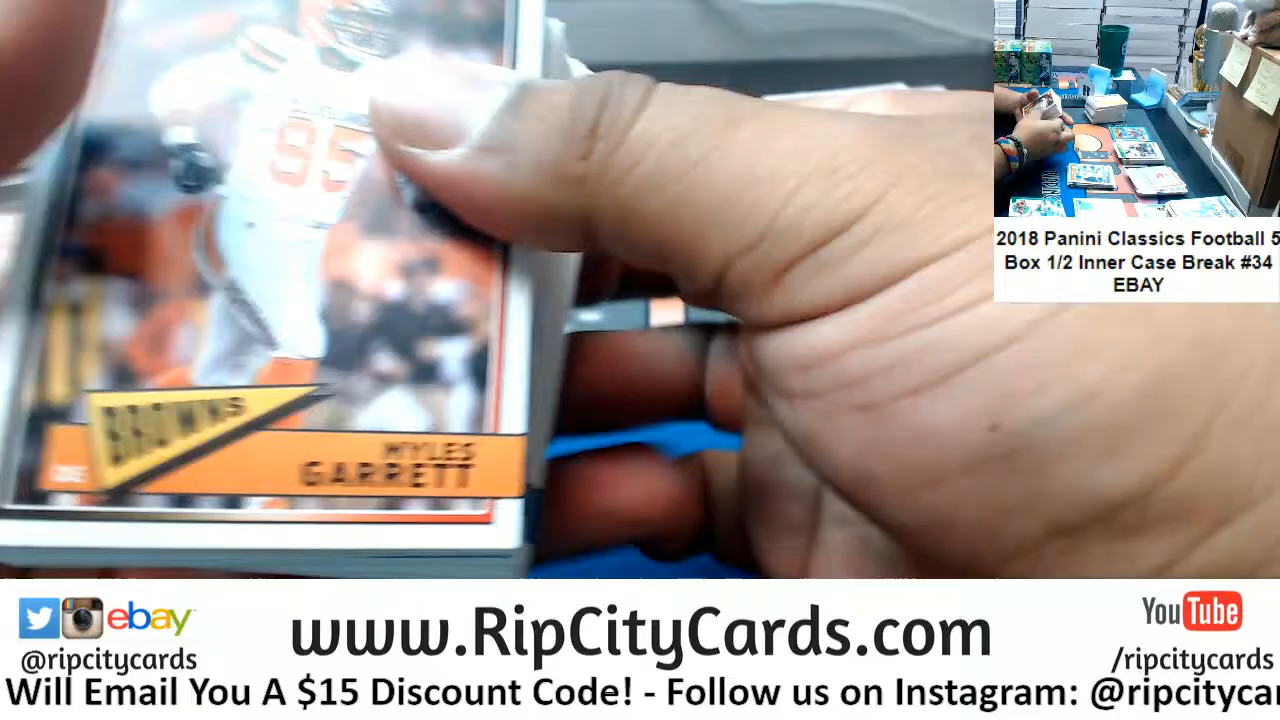 95
BROWNS
DE
MYLES
GARRETT
2018 Panini Classics Football 5
Box 1/2 Inner Case Break #34
EBAY
ebay
@ripcitycards
www.RipCityCards.com
YouTube
/ripcitycards
Will Email You A $15 Discount Code! - Follow us on Instagram: @ripcitycar